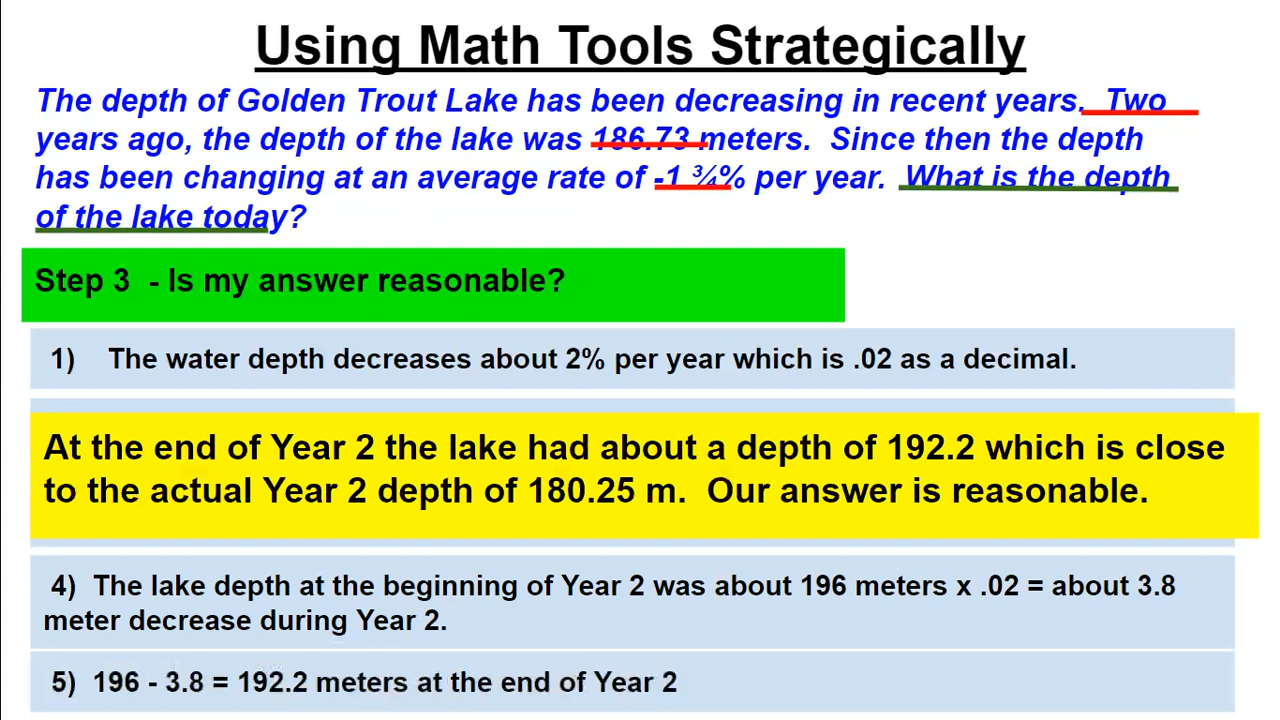 Using Math Tools Strategically
The depth of Golden Trout Lake has been decreasing in recent years. Two
years ago, the depth of the lake was 186.73 meters. Since then the depth
has been changing at an average rate of -1 ¾% per year. What is the depth
of the lake today?
Step 3 - Is my answer reasonable?
1) The water depth decreases about 2% per year which is .02 as a decimal.
At the end of Year 2 the lake had about a depth of 192.2 which is close
to the actual Year 2 depth of 180.25 m. Our answer is reasonable.
4) The lake depth at the beginning of Year 2 was about 196 meters x .02 = about 3.8
meter decrease during Year 2.
5) 196 - 3.8 = 192.2 meters at the end of Year 2